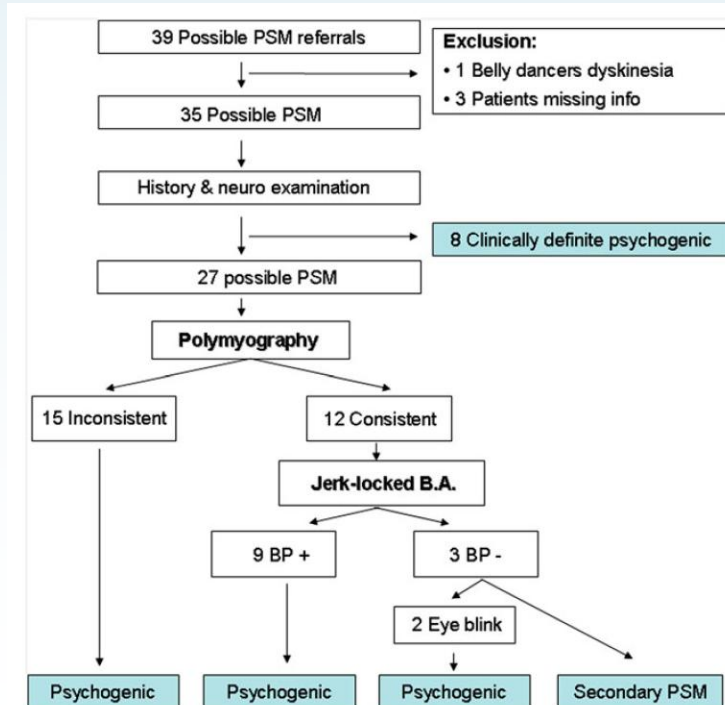 39 Possible PSM referrals
Exclusion:
• 1 Belly dancers dyskinesia
• 3 Patients missing info
35 Possible PSM
History & neuro examination
8 Clinically definite psychogenic
27 possible PSM
Polymyography
15 Inconsistent
12 Consistent
Jerk-locked B.A.
9 BP +
3 BP -
2 Eye blink
Psychogenic
Psychogenic
Psychogenic
Secondary PSM